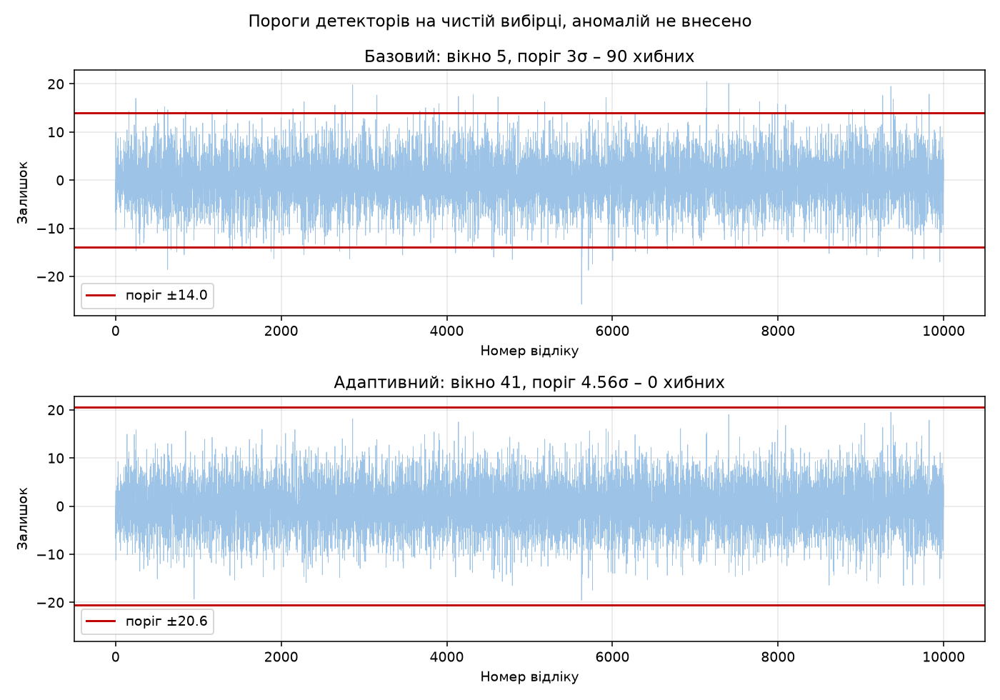 Пороги детекторів на чистій вибірці, аномалій не внесено
Базовий: вікно 5, поріг 3σ – 90 хибних
20
10
0
−10
−20
Залишок
поріг ±14.0
0 2000 4000 6000 8000 10000
Номер відліку
Адаптивний: вікно 41, поріг 4.56σ – 0 хибних
20
10
0
−10
−20
Залишок
поріг ±20.6
0 2000 4000 6000 8000 10000
Номер відліку